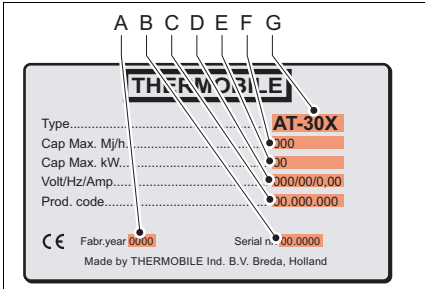 A B C D E F G
THERMOBILE
Type................................................AT-30X
Cap Max. Mj/h.................................000
Cap Max. kW...................................00
Volt/Hz/Amp....................................000/00/0,00
Prod. code......................................00.000.000
CE Fabr.year 0000 Serial nr. 00.0000
Made by THERMOBILE Ind. B.V. Breda, Holland